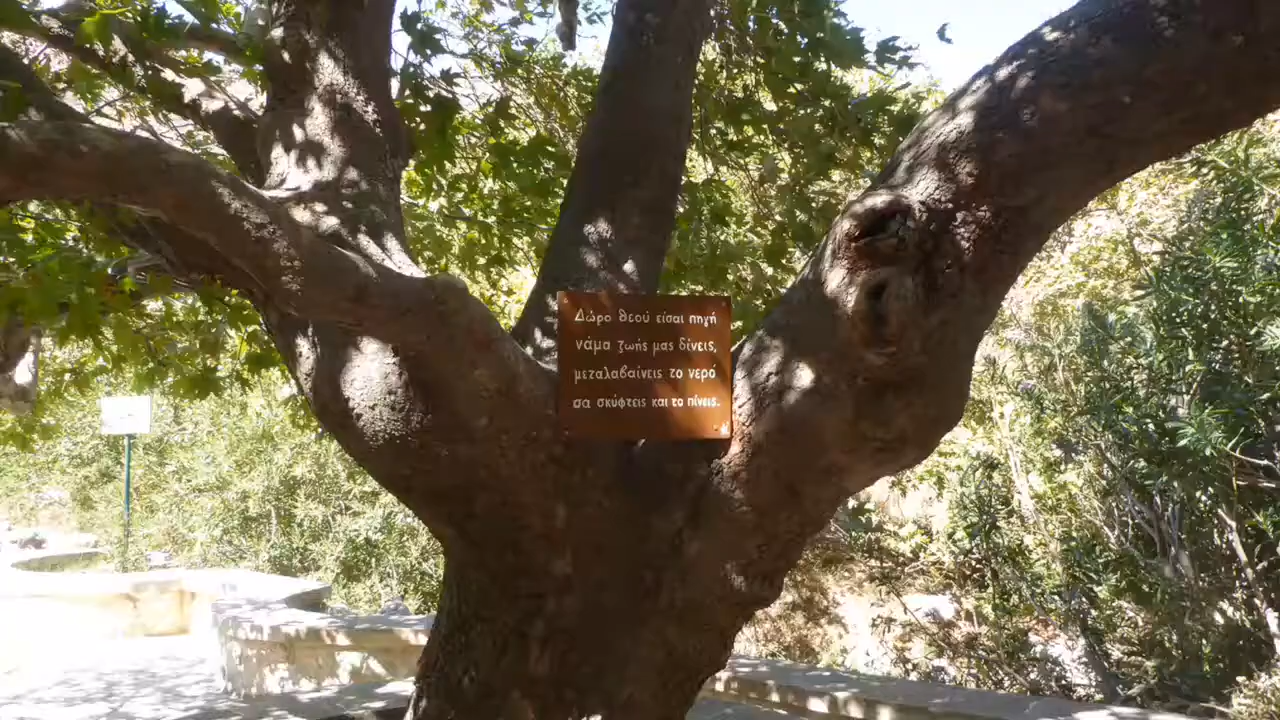 Δώρο θεού είσαι πηγή
νάμα ζωής μας δίνεις,
μεταλαβαίνεις το νερό
σα σκύφτεις και το πίνεις.